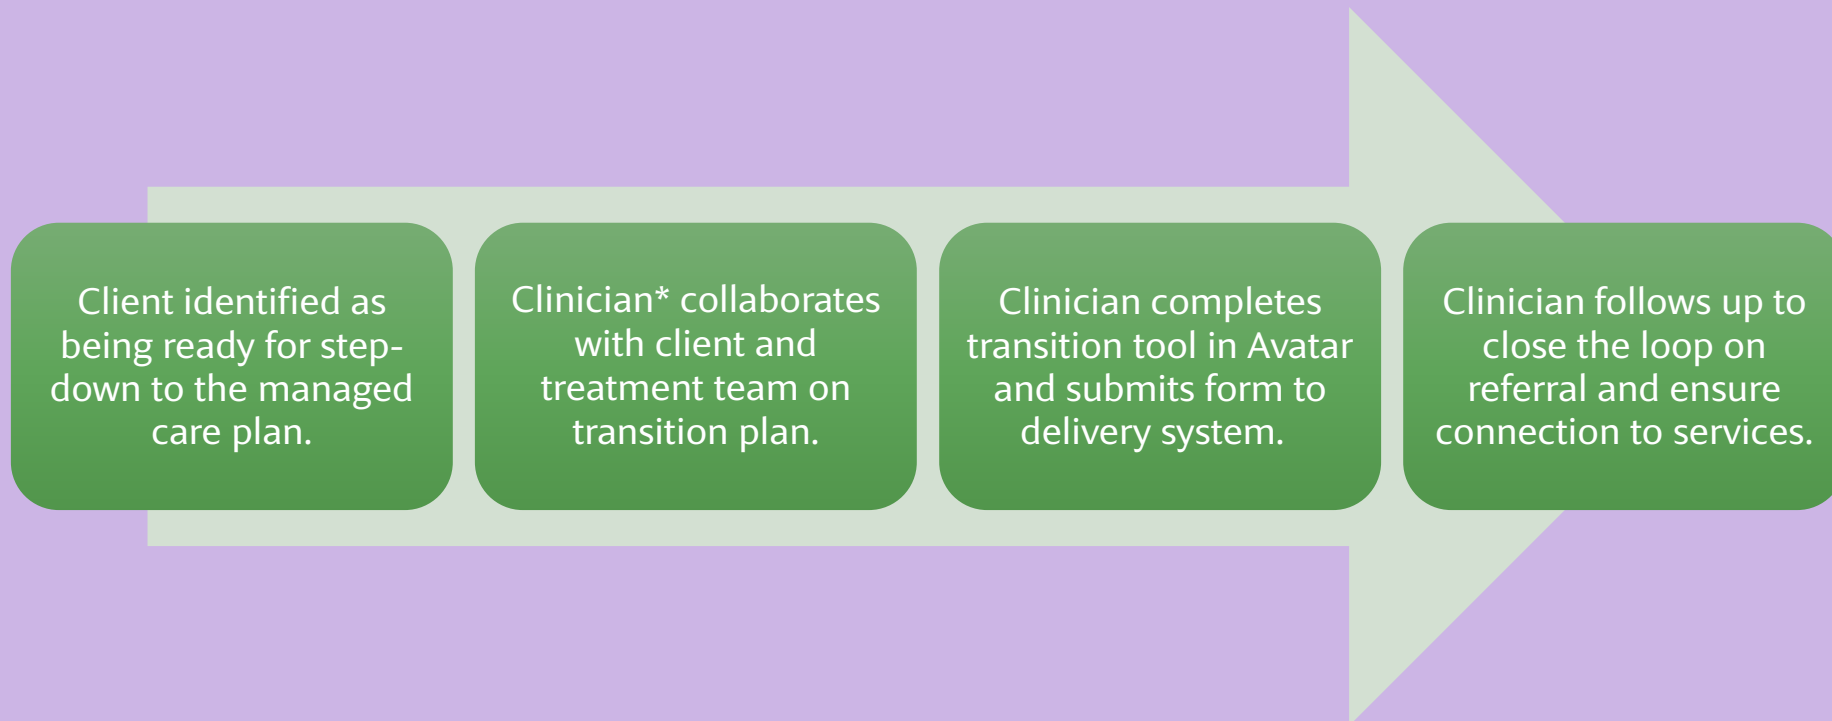 Client identified as
being ready for step-
down to the managed
care plan.
Clinician* collaborates
with client and
treatment team on
transition plan.
Clinician completes
transition tool in Avatar
and submits form to
delivery system.
Clinician follows up to
close the loop on
referral and ensure
connection to services.